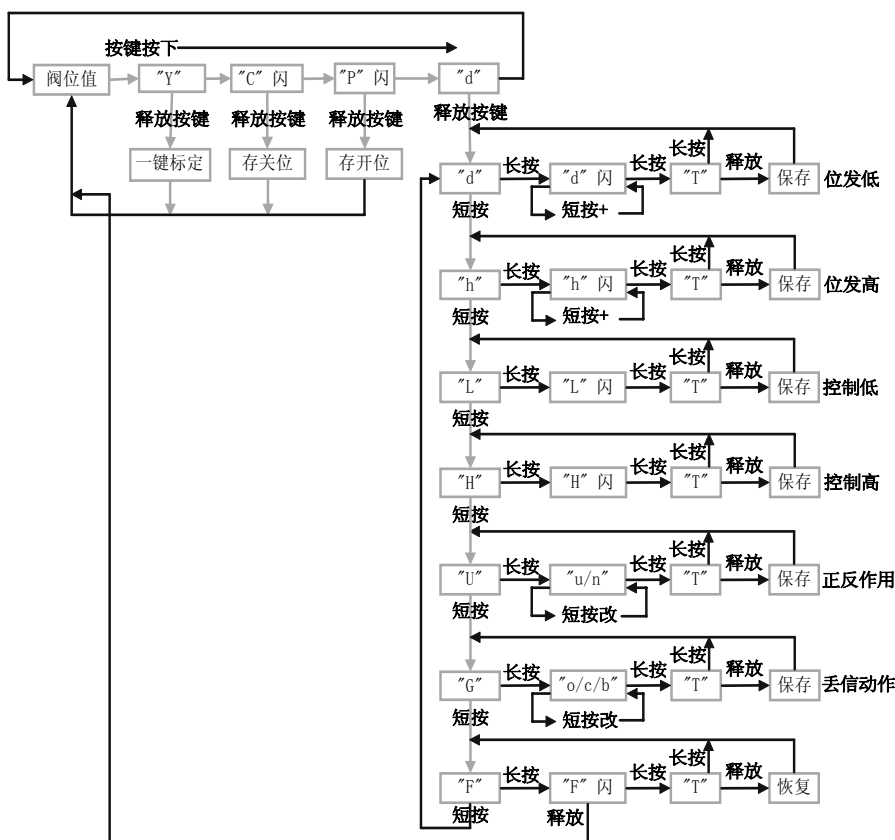 按键按下
阀位值 "Y" "C" 闪 "P" 闪 "d"
释放按键 释放按键 释放按键 释放按键
一键标定 存关位 存开位
长按
"d" 长按 "d" 闪 长按 "T" 释放 保存 位发低
短按 短按+
长按
"h" 长按 "h" 闪 长按 "T" 释放 保存 位发高
短按 短按+
长按
"L" 长按 "L" 闪 长按 "T" 释放 保存 控制低
短按
长按
"H" 长按 "H" 闪 长按 "T" 释放 保存 控制高
短按
长按
"U" 长按 "u/n" 长按 "T" 释放 保存 正反作用
短按 短按改
长按
"G" 长按 "o/c/b" 长按 "T" 释放 保存 丢信动作
短按 短按改
长按
"F" 长按 "F" 闪 长按 "T" 释放 恢复
短按 释放